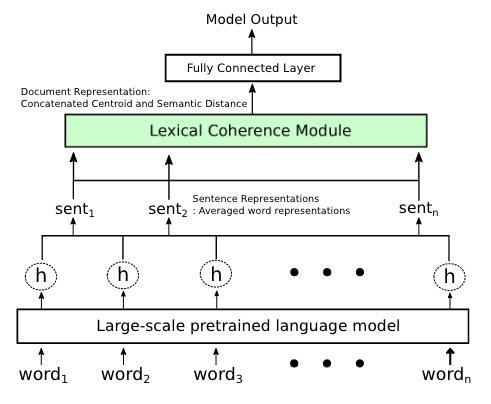 Model Output
Fully Connected Layer
Document Representation:
Concatenated Centroid and Semantic Distance
Lexical Coherence Module
Sentence Representations
: Averaged word representations
sent₁ sent₂ sentₙ
h h h h
Large-scale pretrained language model
word₁ word₂ word₃ wordₙ